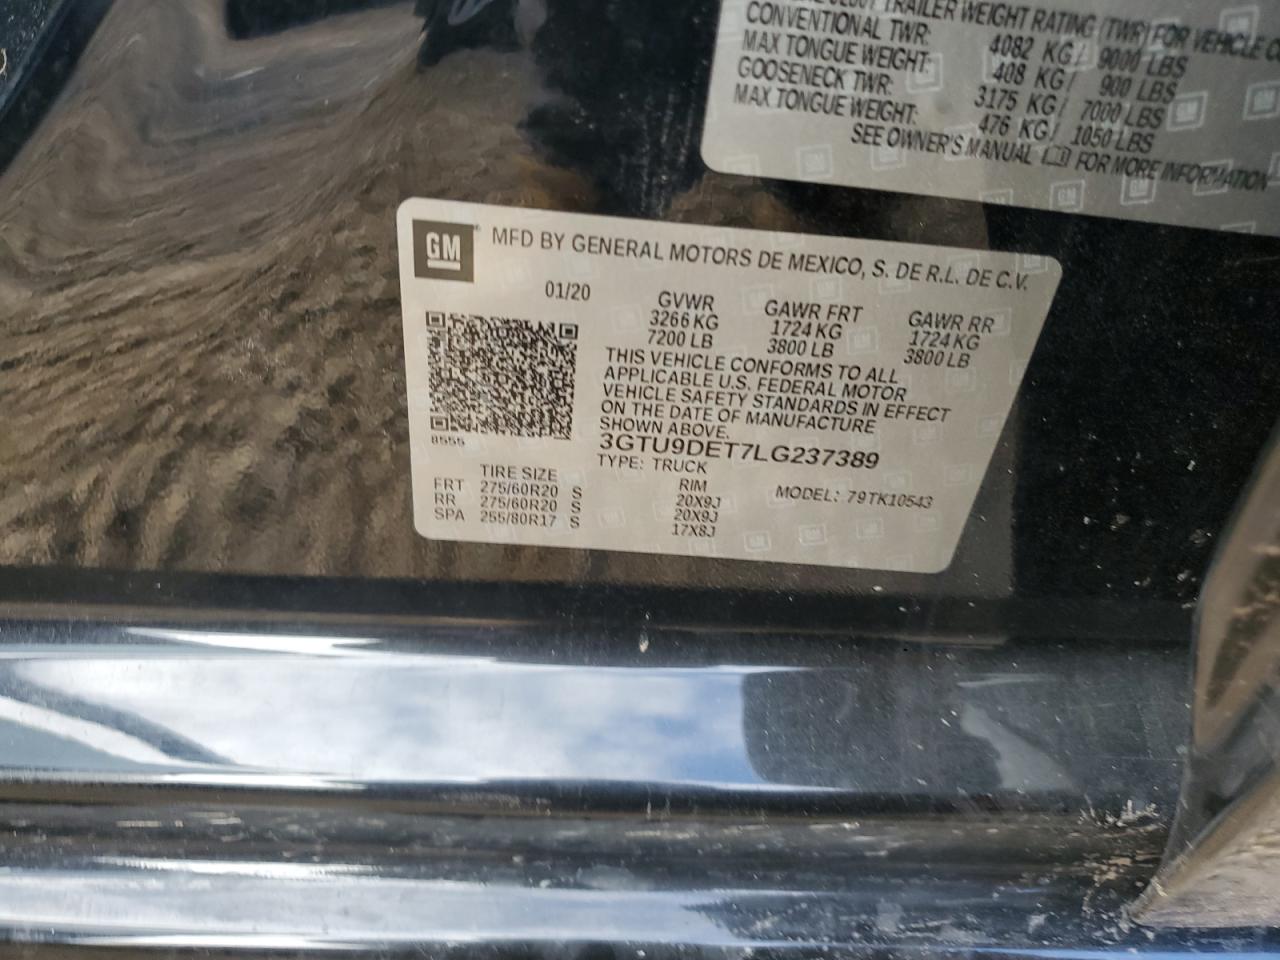 TRAILER WEIGHT RATING (TWR) FOR VEHICLE
CONVENTIONAL TWR: 4082 KG/ 9000 LBS
MAX TONGUE WEIGHT: 408 KG/ 900 LBS
GOOSENECK TWR: 3175 KG/ 7000 LBS
MAX TONGUE WEIGHT: 476 KG/ 1050 LBS
SEE OWNER'S MANUAL FOR MORE INFORMATION
GM MFD BY GENERAL MOTORS DE MEXICO, S. DE R.L. DE C.V.
01/20 GVWR GAWR FRT GAWR RR
3266 KG 1724 KG 1724 KG
7200 LB 3800 LB 3800 LB
THIS VEHICLE CONFORMS TO ALL
APPLICABLE U.S. FEDERAL MOTOR
VEHICLE SAFETY STANDARDS IN EFFECT
ON THE DATE OF MANUFACTURE
SHOWN ABOVE.
8555
3GTU9DET7LG237389
TYPE: TRUCK
TIRE SIZE RIM MODEL: 79TK10543
FRT 275/60R20 S 20X9J
RR 275/60R20 S 20X9J
SPA 255/80R17 S 17X8J